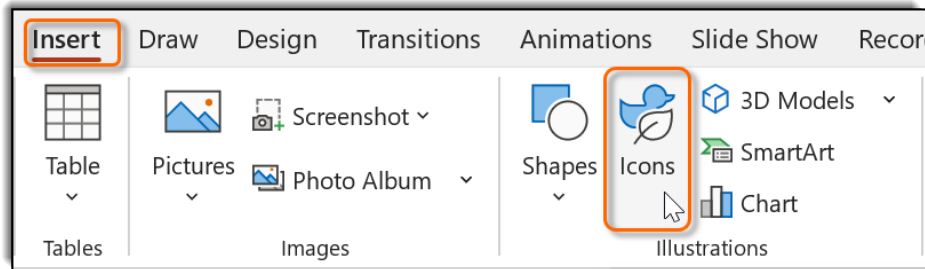 Insert Draw Design Transitions Animations Slide Show Recor
Table
Pictures
Screenshot
Photo Album
Shapes
Icons
3D Models
SmartArt
Chart
Tables
Images
Illustrations